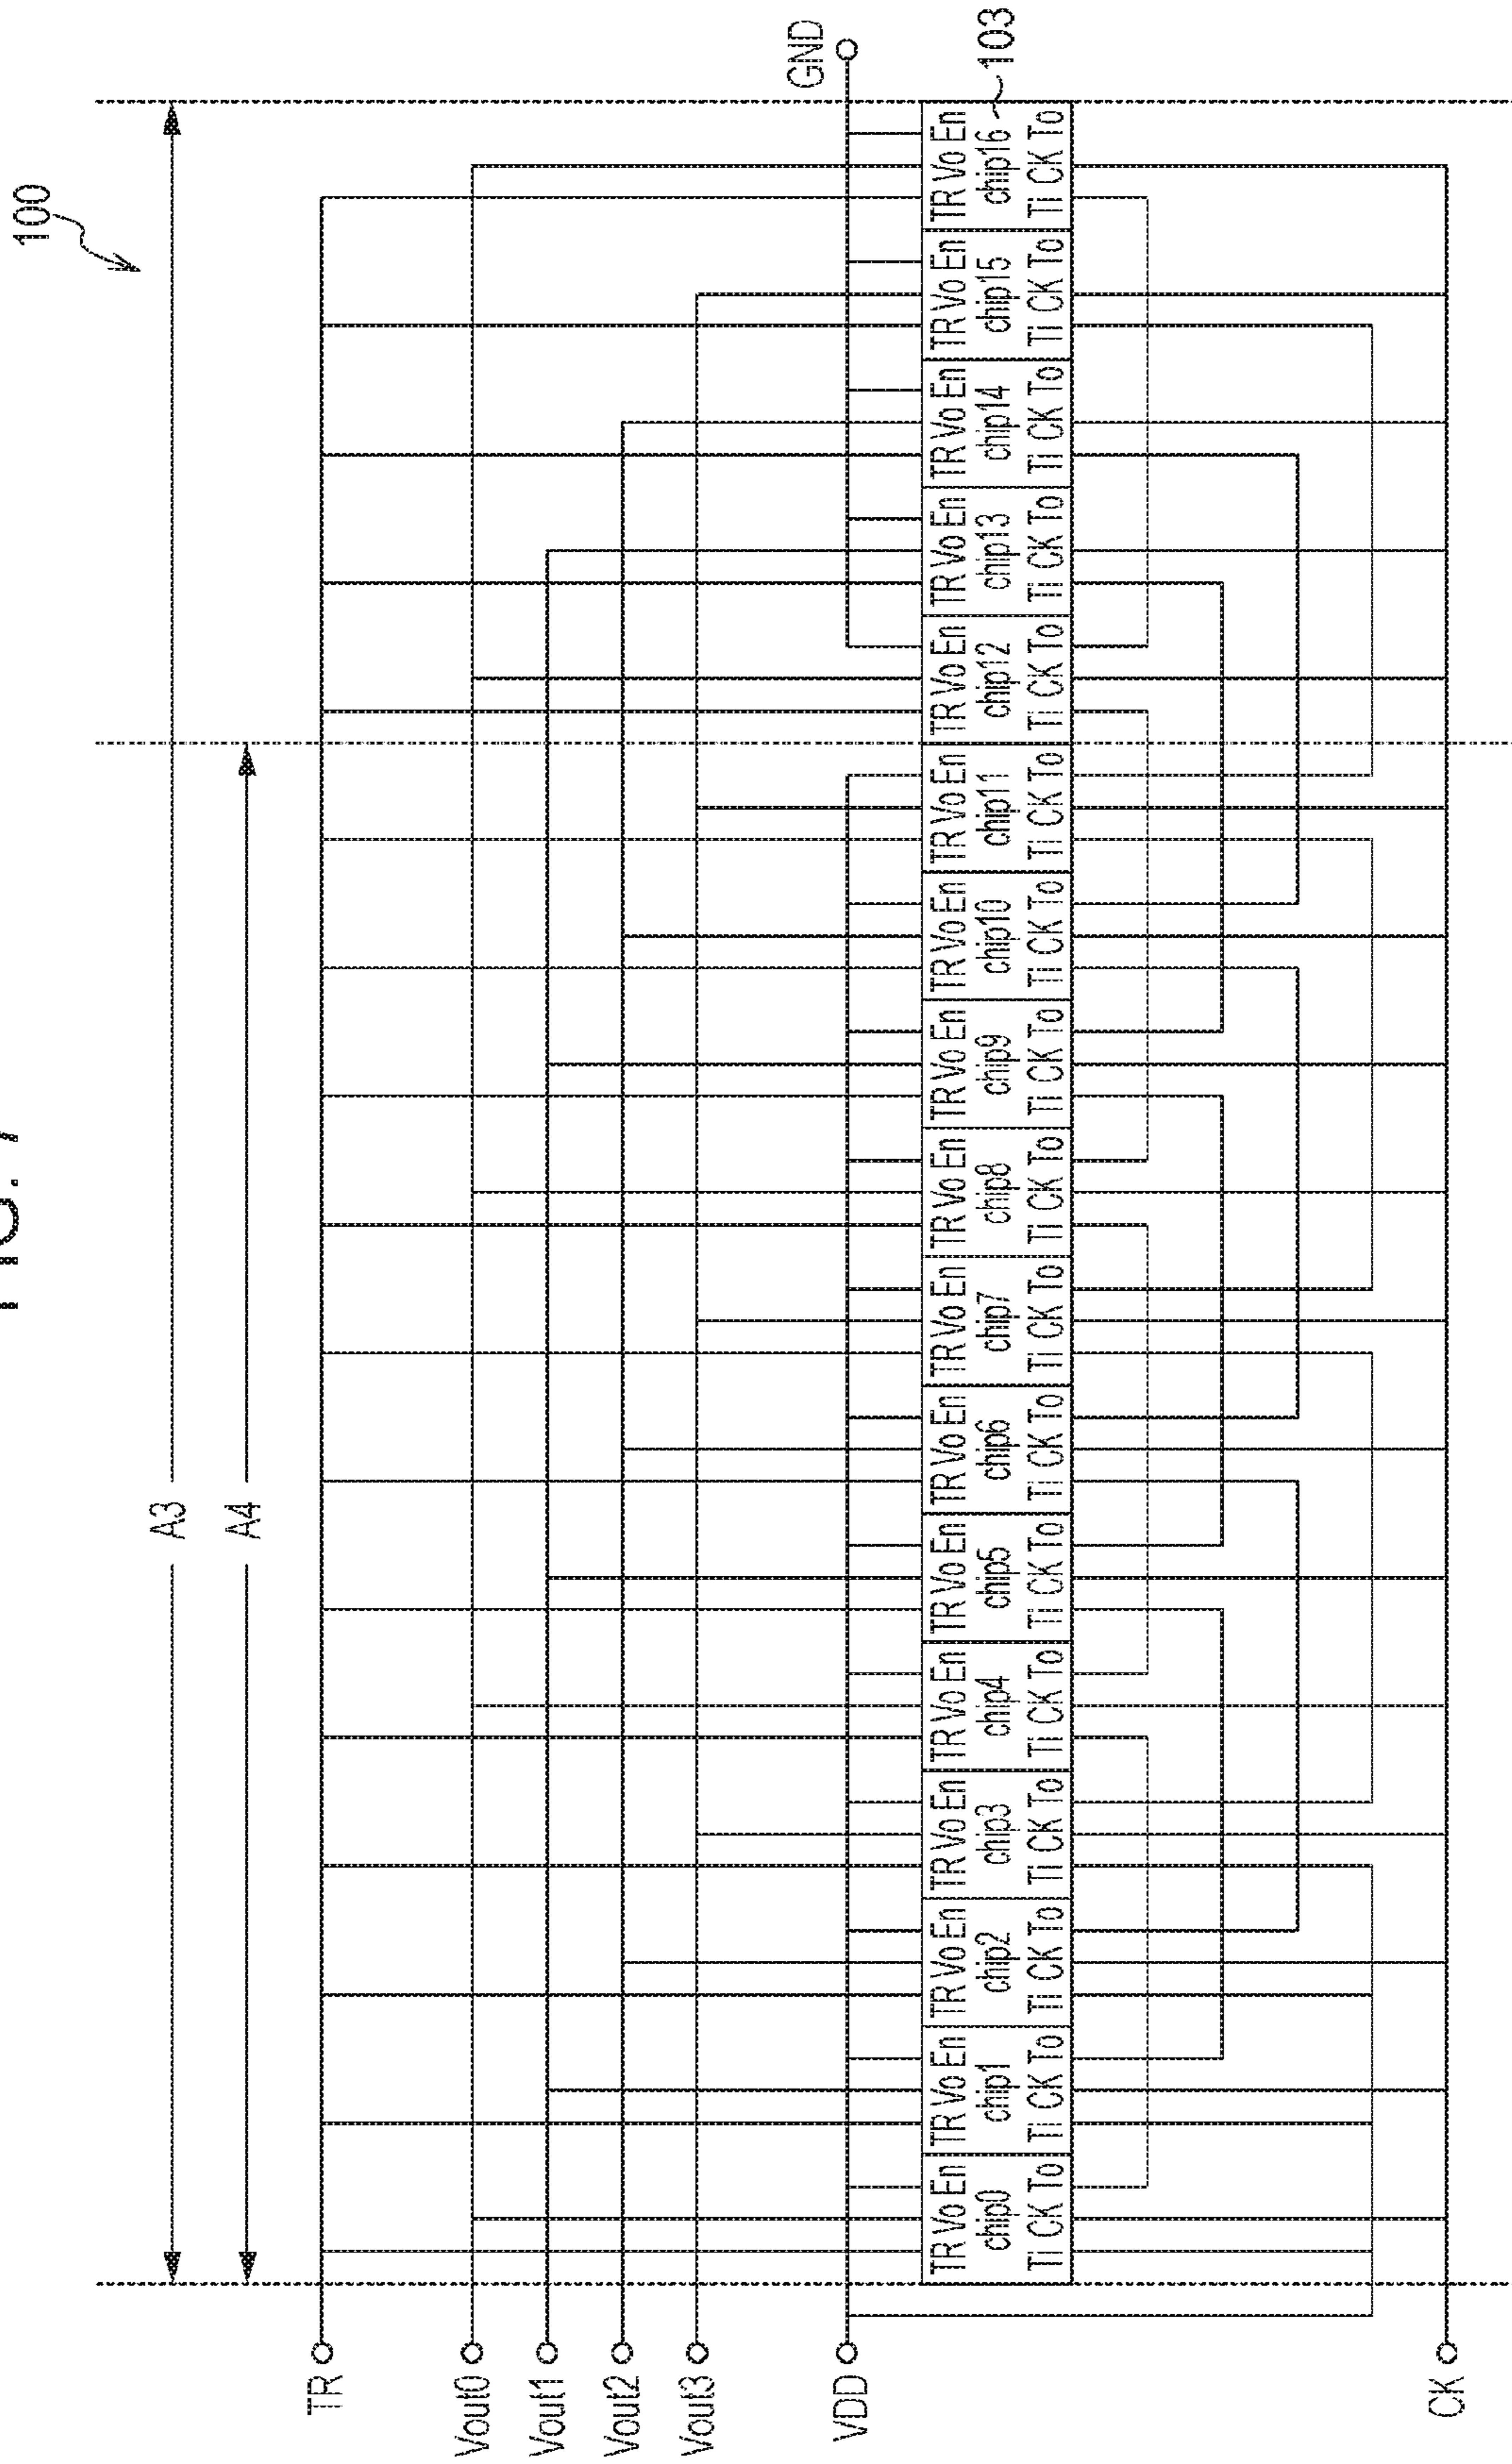 FIG. 7
100
A3
A4
TR
Vout0
Vout1
Vout2
Vout3
VDD
GND
TR Vo En
chip0
Ti CK To
TR Vo En
chip1
Ti CK To
TR Vo En
chip2
Ti CK To
TR Vo En
chip3
Ti CK To
TR Vo En
chip4
Ti CK To
TR Vo En
chip5
Ti CK To
TR Vo En
chip6
Ti CK To
TR Vo En
chip7
Ti CK To
TR Vo En
chip8
Ti CK To
TR Vo En
chip9
Ti CK To
TR Vo En
chip10
Ti CK To
TR Vo En
chip11
Ti CK To
TR Vo En
chip12
Ti CK To
TR Vo En
chip13
Ti CK To
TR Vo En
chip14
Ti CK To
TR Vo En
chip15
Ti CK To
TR Vo En
chip16
Ti CK To
103
CK